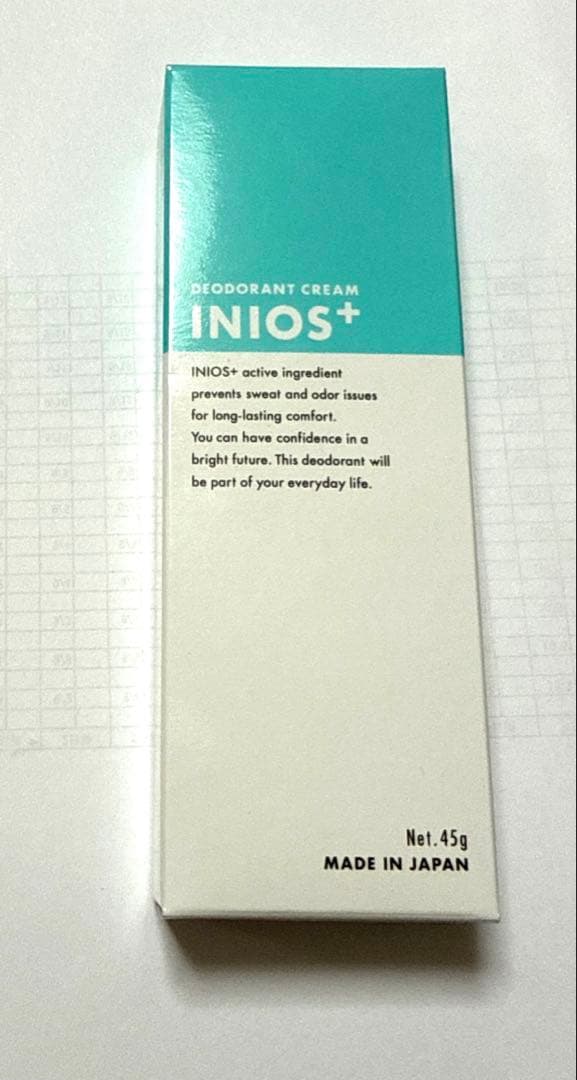 DEODORANT CREAM
INIOS+
INIOS+ active ingredient
prevents sweat and odor issues
for long-lasting comfort.
You can have confidence in a
bright future. This deodorant will
be part of your everyday life.
Net.45g
MADE IN JAPAN